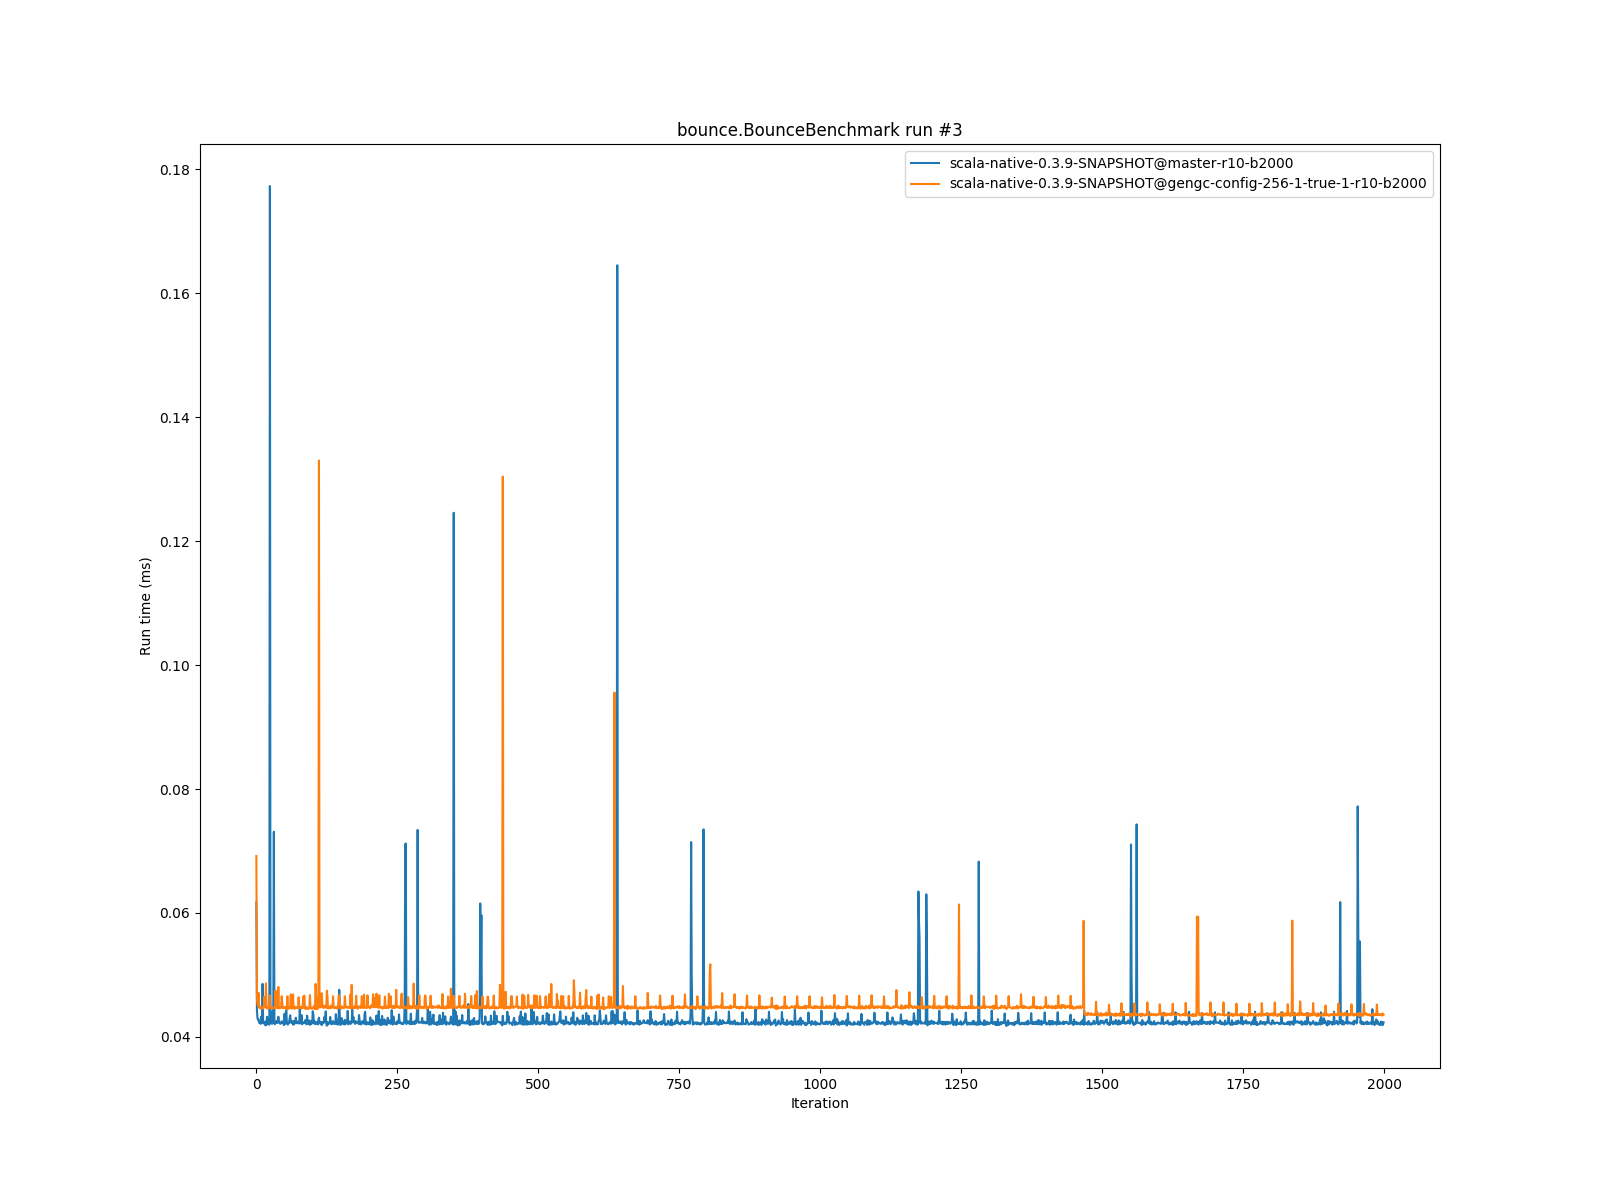 bounce.BounceBenchmark run #3
scala-native-0.3.9-SNAPSHOT@master-r10-b2000
scala-native-0.3.9-SNAPSHOT@gengc-config-256-1-true-1-r10-b2000
Run time (ms)
0.18
0.16
0.14
0.12
0.10
0.08
0.06
0.04
0 250 500 750 1000 1250 1500 1750 2000
Iteration